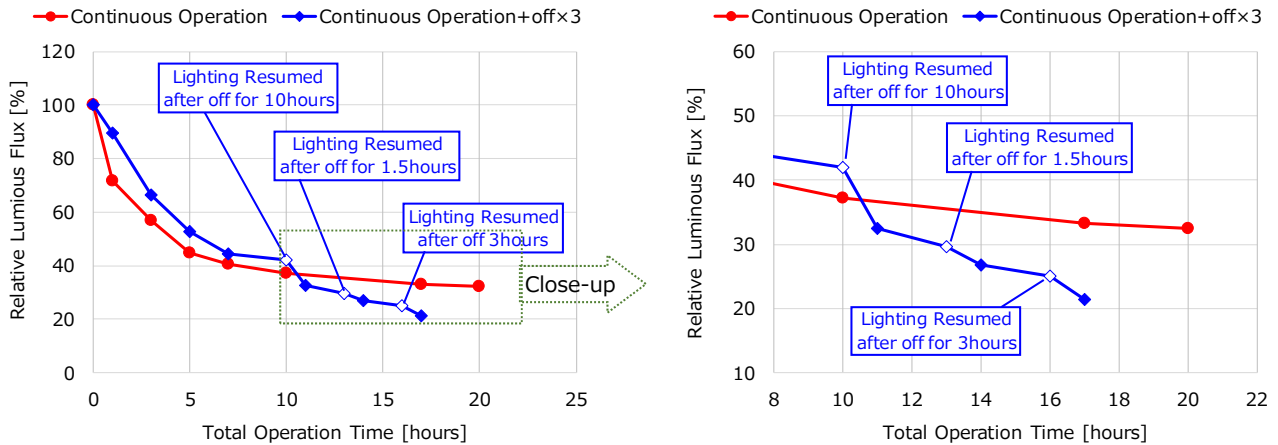 Continuous Operation
Continuous Operation+off×3
Relative Lumious Flux [%]
120
100
80
60
40
20
0
0
5
10
15
20
25
Total Operation Time [hours]
Lighting Resumed
after off for 10hours
Lighting Resumed
after off for 1.5hours
Lighting Resumed
after off 3hours
Close-up
Continuous Operation
Continuous Operation+off×3
Relative Luminous Flux [%]
60
50
40
30
20
10
8
10
12
14
16
18
20
22
Total Operation Time [hours]
Lighting Resumed
after off for 10hours
Lighting Resumed
after off for 1.5hours
Lighting Resumed
after off for 3hours